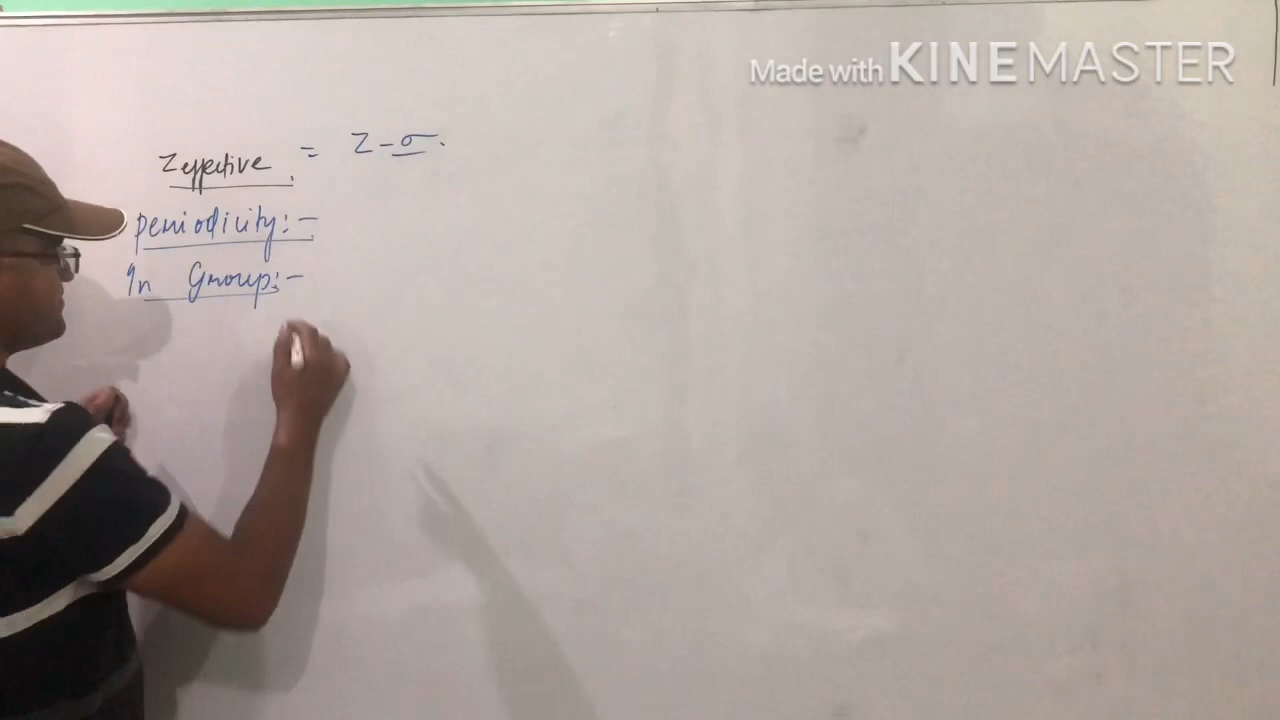 Made with KINEMASTER
Zeffective = Z - σ.
Periodicity:-
In Group:-